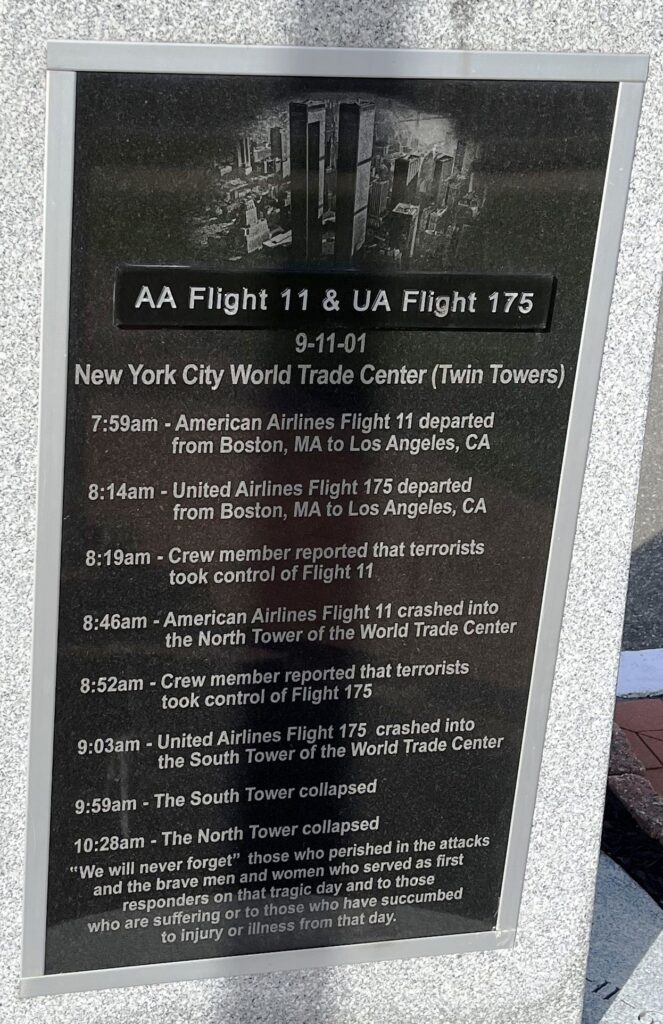 AA Flight 11 & UA Flight 175
9-11-01
New York City World Trade Center (Twin Towers)
7:59am - American Airlines Flight 11 departed
from Boston, MA to Los Angeles, CA
8:14am - United Airlines Flight 175 departed
from Boston, MA to Los Angeles, CA
8:19am - Crew member reported that terrorists
took control of Flight 11
8:46am - American Airlines Flight 11 crashed into
the North Tower of the World Trade Center
8:52am - Crew member reported that terrorists
took control of Flight 175
9:03am - United Airlines Flight 175 crashed into
the South Tower of the World Trade Center
9:59am - The South Tower collapsed
10:28am - The North Tower collapsed
"We will never forget" those who perished in the attacks
and the brave men and women who served as first
responders on that tragic day and to those
who are suffering or to those who have succumbed
to injury or illness from that day.